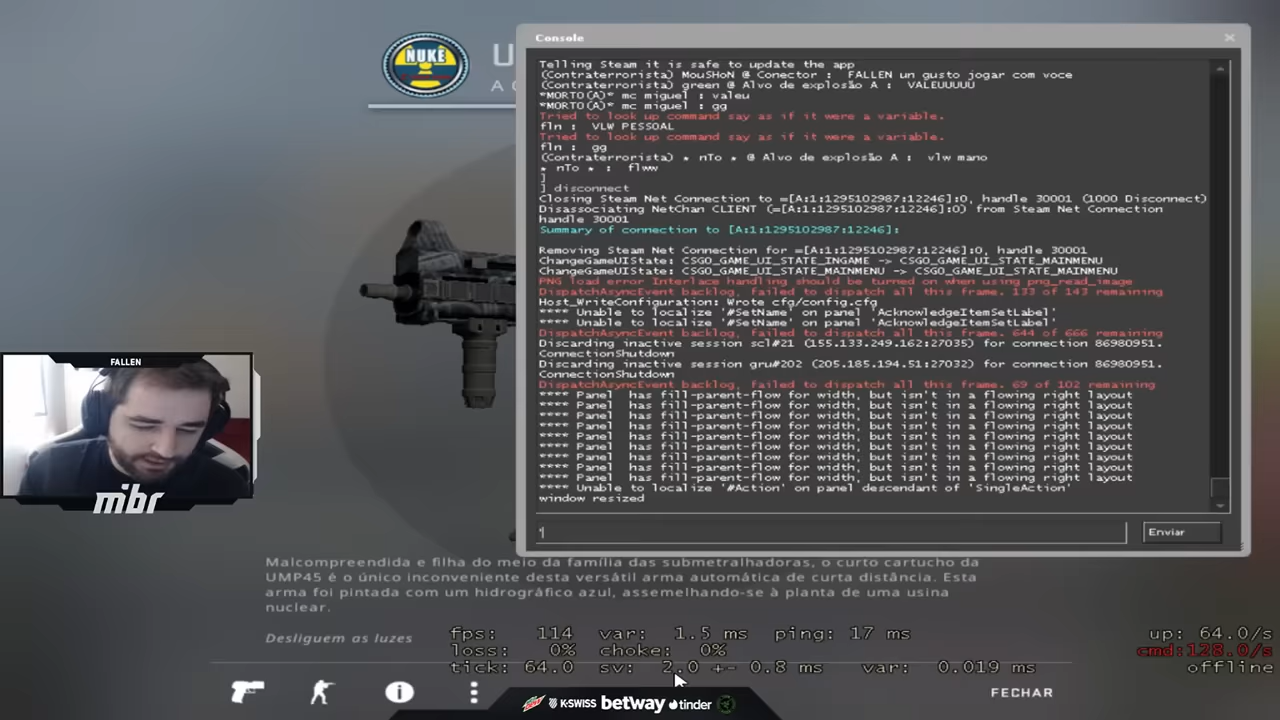 NUKE
U
A C
Console
Telling Steam it is safe to update the app
(Contraterrorista) MouSHoN @ Conector :  FALLEN un gusto jogar com voce
(Contraterrorista) green @ Alvo de explosão A :  VALEUUUUU
*MORTO(A)* mc miguel : valeu
*MORTO(A)* mc miguel : gg
Tried to look up command say as if it were a variable.
fln :  VLW PESSOAL
Tried to look up command say as if it were a variable.
fln :  gg
(Contraterrorista) * nTo * @ Alvo de explosão A :  vlw mano
* nTo * :  flww
]
] disconnect
Closing Steam Net Connection to =[A:1:1295102987:12246]:0, handle 30001 (1000 Disconnect)
Disassociating NetChan CLIENT (=[A:1:1295102987:12246]:0) from Steam Net Connection
handle 30001
Summary of connection to [A:1:1295102987:12246]:
Removing Steam Net Connection for =[A:1:1295102987:12246]:0, handle 30001
ChangeGameUIState: CSGO_GAME_UI_STATE_INGAME -> CSGO_GAME_UI_STATE_MAINMENU
ChangeGameUIState: CSGO_GAME_UI_STATE_MAINMENU -> CSGO_GAME_UI_STATE_MAINMENU
PNG load error Interlace handling should be turned on when using png_read_image
DispatchAsyncEvent backlog, failed to dispatch all this frame. 133 of 143 remaining
Host_WriteConfiguration: Wrote cfg/config.cfg
**** Unable to localize '#SetName' on panel 'AcknowledgeItemSetLabel'
**** Unable to localize '#SetName' on panel 'AcknowledgeItemSetLabel'
DispatchAsyncEvent backlog, failed to dispatch all this frame. 644 of 666 remaining
Discarding inactive session scl#21 (155.133.249.162:27035) for connection 86980951.
ConnectionShutdown
Discarding inactive session gru#202 (205.185.194.51:27032) for connection 86980951.
ConnectionShutdown
DispatchAsyncEvent backlog, failed to dispatch all this frame. 69 of 102 remaining
**** Panel  has fill-parent-flow for width, but isn't in a flowing right layout
**** Panel  has fill-parent-flow for width, but isn't in a flowing right layout
**** Panel  has fill-parent-flow for width, but isn't in a flowing right layout
**** Panel  has fill-parent-flow for width, but isn't in a flowing right layout
**** Panel  has fill-parent-flow for width, but isn't in a flowing right layout
**** Panel  has fill-parent-flow for width, but isn't in a flowing right layout
**** Panel  has fill-parent-flow for width, but isn't in a flowing right layout
**** Panel  has fill-parent-flow for width, but isn't in a flowing right layout
**** Panel  has fill-parent-flow for width, but isn't in a flowing right layout
**** Unable to localize '#Action' on panel descendant of 'SingleAction'
window resized
'
Enviar
FALLEN
mibr
Malcompreendida e filha do meio da família das submetralhadoras, o curto cartucho da
UMP45 é o único inconveniente desta versátil arma automática de curta distância. Esta
arma foi pintada com um hidrográfico azul, assemelhando-se à planta de uma usina
nuclear.
Desliguem as luzes
fps: 114 var: 1.5 ms ping: 17 ms
loss: 0% choke: 0%
tick: 64.0 sv: 2.0 +- 0.8 ms var: 0.019 ms
up: 64.0/s
cmd:128.0/s
offline
FECHAR
K-SWISS betway tinder